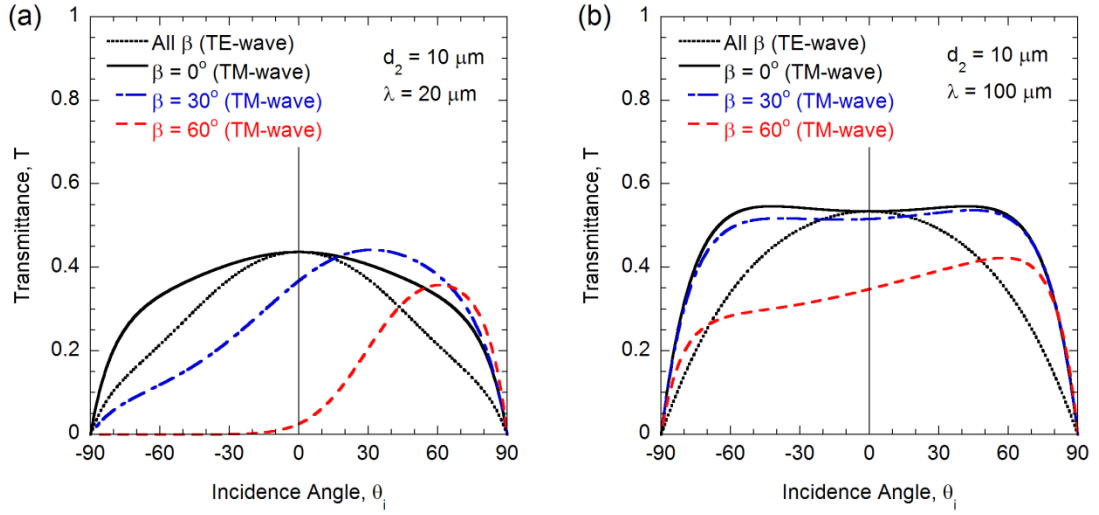 (a)
All β (TE-wave)
β = 0° (TM-wave)
β = 30° (TM-wave)
β = 60° (TM-wave)
d₂ = 10 μm
λ = 20 μm
Transmittance, T
1
0.8
0.6
0.4
0.2
0
-90 -60 -30 0 30 60 90
Incidence Angle, θᵢ
(b)
All β (TE-wave)
β = 0° (TM-wave)
β = 30° (TM-wave)
β = 60° (TM-wave)
d₂ = 10 μm
λ = 100 μm
Transmittance, T
1
0.8
0.6
0.4
0.2
0
-90 -60 -30 0 30 60 90
Incidence Angle, θᵢ